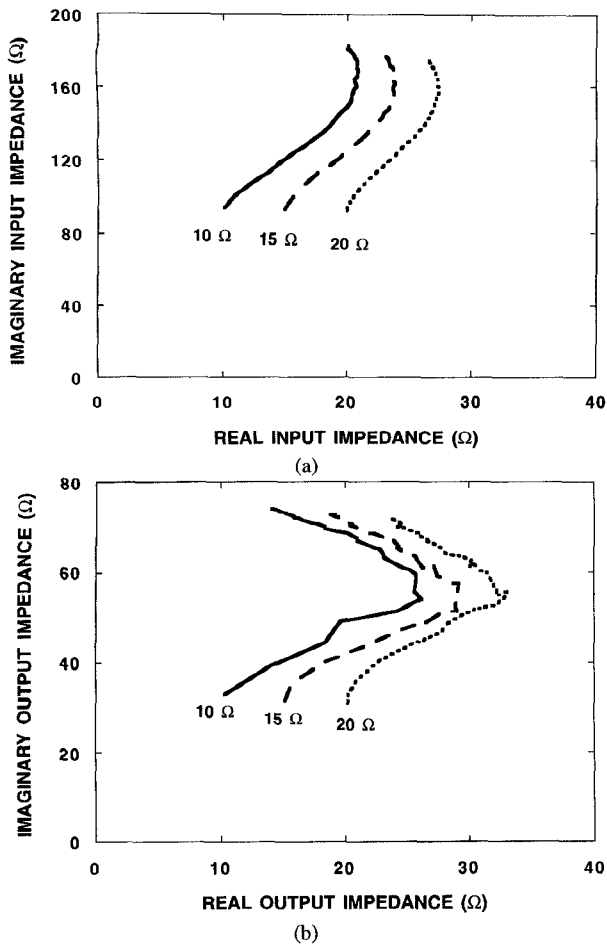 200
160
120
80
40
0
IMAGINARY INPUT IMPEDANCE (Ω)
10 Ω 15 Ω 20 Ω
0 10 20 30 40
REAL INPUT IMPEDANCE (Ω)
(a)
80
60
40
20
0
IMAGINARY OUTPUT IMPEDANCE (Ω)
10 Ω 15 Ω 20 Ω
0 10 20 30 40
REAL OUTPUT IMPEDANCE (Ω)
(b)